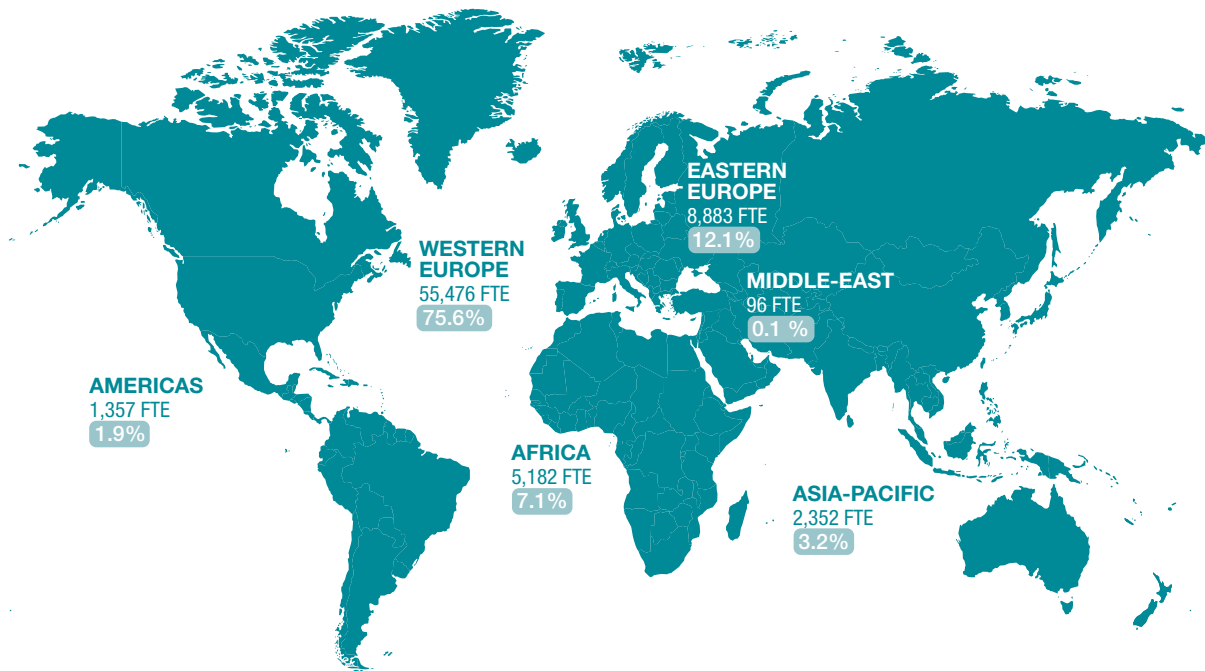 EASTERN
EUROPE
8,883 FTE
12.1%
WESTERN
EUROPE
55,476 FTE
75.6%
MIDDLE-EAST
96 FTE
0.1 %
AMERICAS
1,357 FTE
1.9%
AFRICA
5,182 FTE
7.1%
ASIA-PACIFIC
2,352 FTE
3.2%